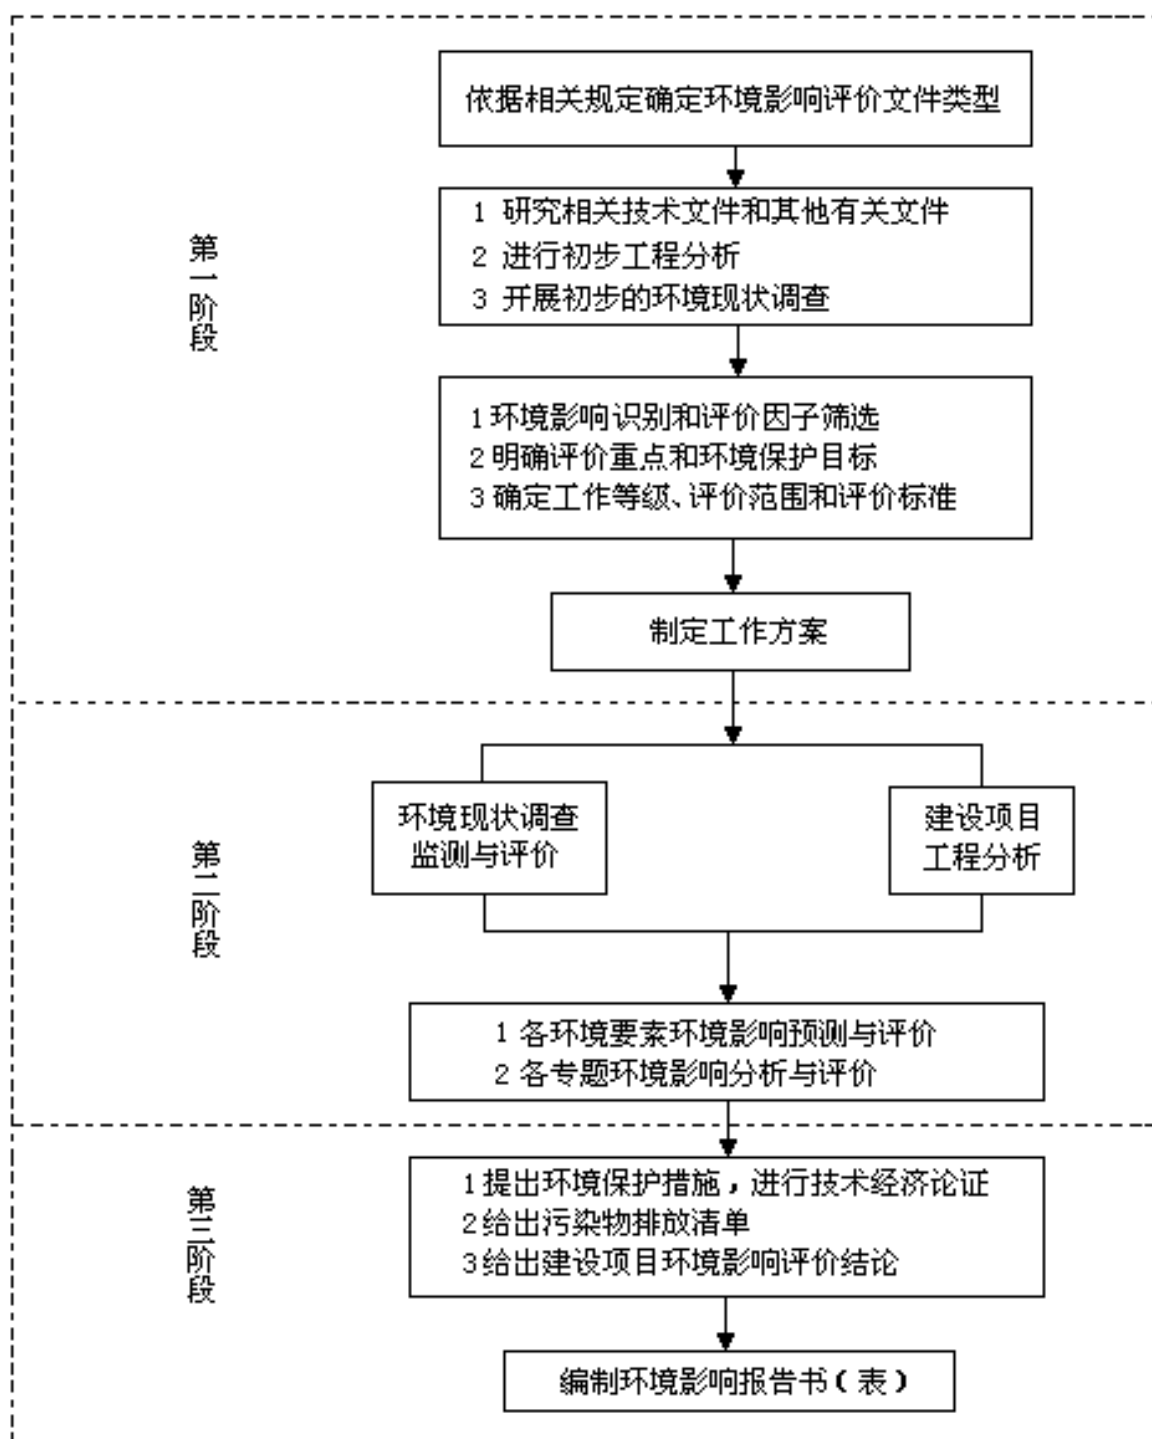 第一阶段
依据相关规定确定环境影响评价文件类型
1 研究相关技术文件和其他有关文件
2 进行初步工程分析
3 开展初步的环境现状调查
1环境影响识别和评价因子筛选
2明确评价重点和环境保护目标
3确定工作等级、评价范围和评价标准
制定工作方案
第二阶段
环境现状调查
监测与评价
建设项目
工程分析
1 各环境要素环境影响预测与评价
2 各专题环境影响分析与评价
第三阶段
1提出环境保护措施，进行技术经济论证
2给出污染物排放清单
3给出建设项目环境影响评价结论
编制环境影响报告书（表）